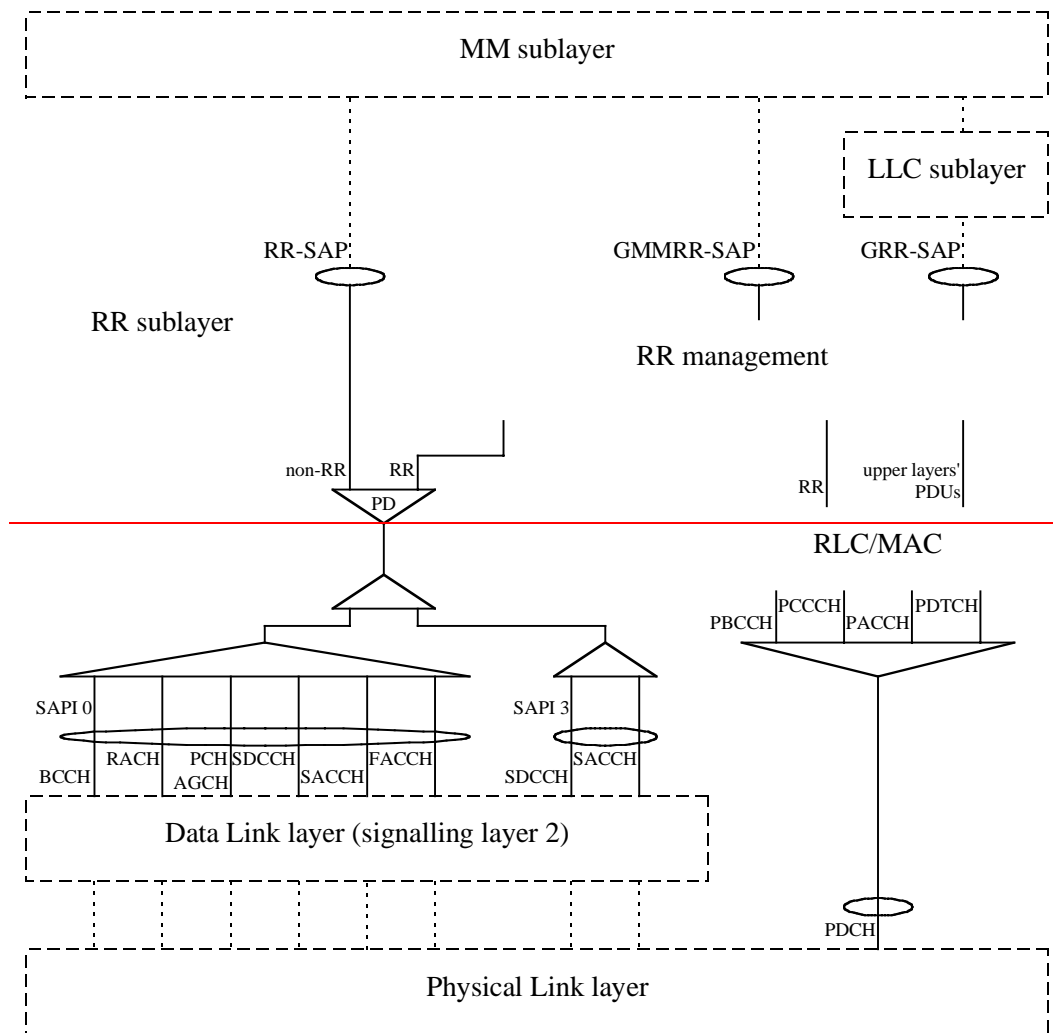 MM sublayer
LLC sublayer
RR-SAP
GMMRR-SAP
GRR-SAP
RR sublayer
RR management
non-RR
RR
PD
RR
upper layers'
PDUs
RLC/MAC
PBCCH
PCCCH
PACCH
PDTCH
SAPI 0
SAPI 3
BCCH
RACH
PCH
AGCH
SDCCH
SACCH
FACCH
SDCCH
SACCH
Data Link layer (signalling layer 2)
PDCH
Physical Link layer